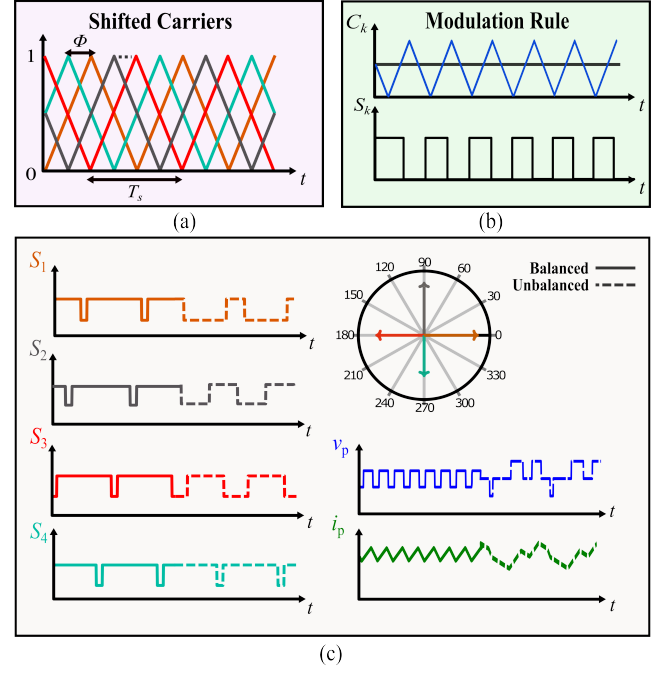 Shifted Carriers
Φ
1
0
t
T_s
(a)
Modulation Rule
C_k
t
S_k
t
(b)
S_1
t
S_2
t
S_3
t
S_4
t
90
60
30
0
330
300
270
240
210
180
150
120
Balanced
Unbalanced
v_p
t
i_p
t
(c)